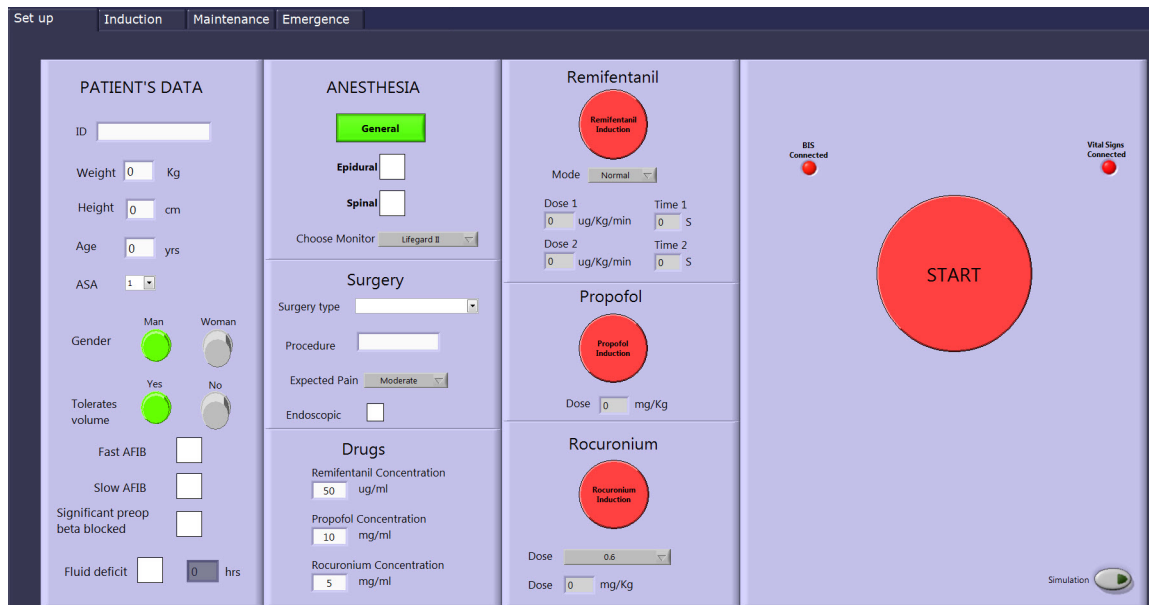 Set up Induction Maintenance Emergence
PATIENT'S DATA
ID
Weight 0 Kg
Height 0 cm
Age 0 yrs
ASA 1
Man Woman
Gender
Yes No
Tolerates
volume
Fast AFIB
Slow AFIB
Significant preop
beta blocked
Fluid deficit 0 hrs
ANESTHESIA
General
Epidural
Spinal
Choose Monitor Lifegard II
Surgery
Surgery type
Procedure
Expected Pain Moderate
Endoscopic
Drugs
Remifentanil Concentration
50 ug/ml
Propofol Concentration
10 mg/ml
Rocuronium Concentration
5 mg/ml
Remifentanil
Remifentanil
Induction
Mode Normal
Dose 1 Time 1
0 ug/Kg/min 0 S
Dose 2 Time 2
0 ug/Kg/min 0 S
Propofol
Propofol
Induction
Dose 0 mg/Kg
Rocuronium
Rocuronium
Induction
Dose 0.6
Dose 0 mg/Kg
BIS
Connected
Vital Signs
Connected
START
Simulation